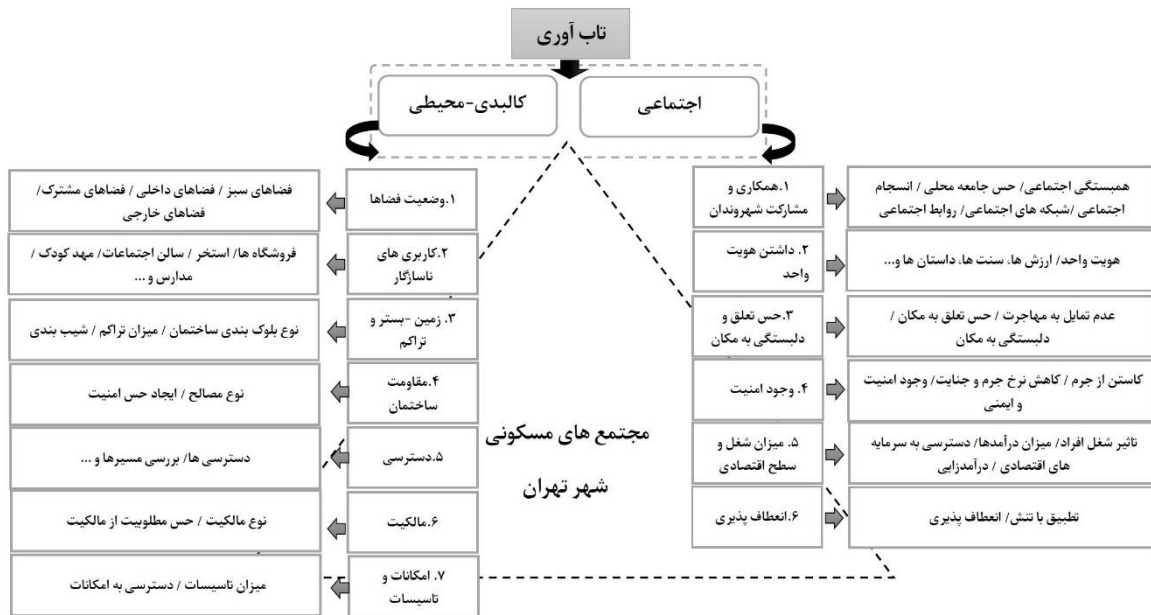 تاب آوری
اجتماعی
کالبدی-محیطی
۱.همکاری و
مشارکت شهروندان
همبستگی اجتماعی/ حس جامعه محلی / انسجام
اجتماعی /شبکه های اجتماعی/ روابط اجتماعی
۲. داشتن هویت
واحد
هویت واحد/ ارزش ها، سنت ها، داستان ها و...
۳.حس تعلق و
دلبستگی به مکان
عدم تمایل به مهاجرت / حس تعلق به مکان /
دلبستگی به مکان
۴. وجود امنیت
کاستن از جرم / کاهش نرخ جرم و جنایت/ وجود امنیت
و ایمنی
۵. میزان شغل و
سطح اقتصادی
تاثیر شغل افراد/ میزان درآمدها/ دسترسی به سرمایه
های اقتصادی / درآمدزایی
۶.انعطاف پذیری
تطبیق با تنش/ انعطاف پذیری
۱.وضعیت فضاها
فضاهای سبز / فضاهای داخلی / فضاهای مشترک/
فضاهای خارجی
۲.کاربری های
ناسازگار
فروشگاه ها/ استخر / سالن اجتماعات/ مهد کودک /
مدارس و ...
۳. زمین -بستر و
تراکم
نوع بلوک بندی ساختمان / میزان تراکم / شیب بندی
۴.مقاومت
ساختمان
نوع مصالح / ایجاد حس امنیت
۵.دسترسی
دسترسی ها/ بررسی مسیرها و ...
۶.مالکیت
نوع مالکیت / حس مطلوبیت از مالکیت
۷. امکانات و
تاسیسات
میزان تاسیسات / دسترسی به امکانات
مجتمع های مسکونی
شهر تهران